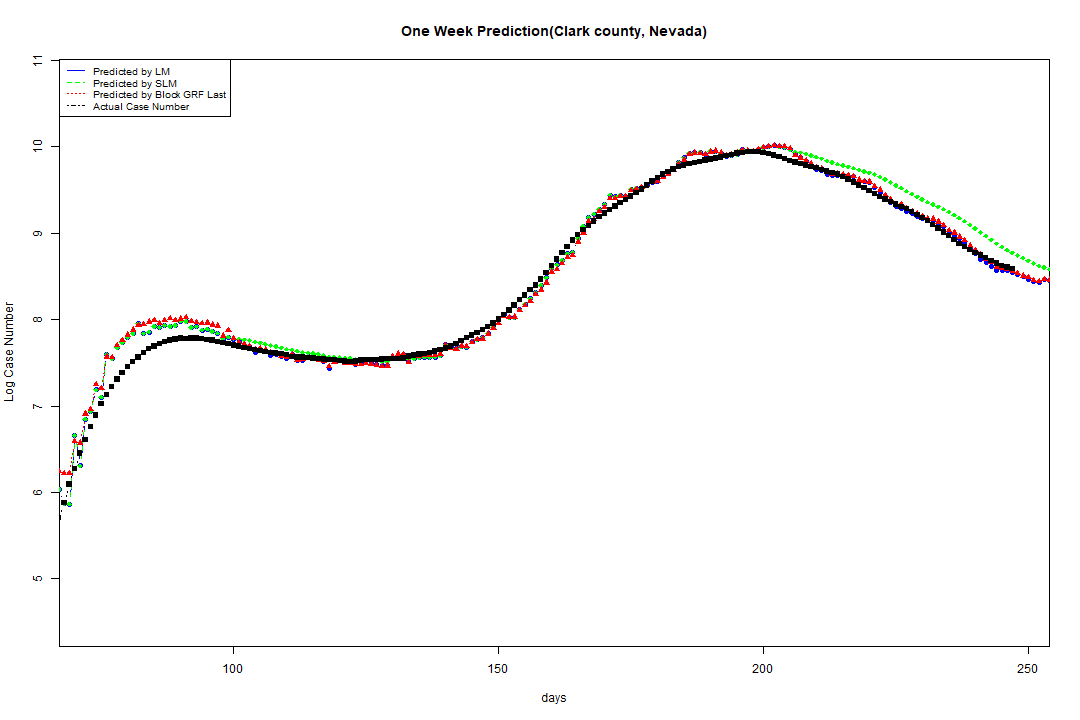 One Week Prediction(Clark county, Nevada)
Predicted by LM
Predicted by SLM
Predicted by Block GRF Last
Actual Case Number
Log Case Number
11
10
9
8
7
6
5
100
150
200
250
days